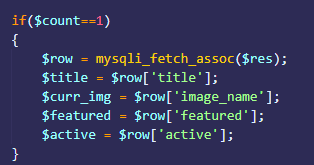 if($count==1)
{
$row = mysqli_fetch_assoc($res);
$title = $row['title'];
$curr_img = $row['image_name'];
$featured = $row['featured'];
$active = $row['active'];
}